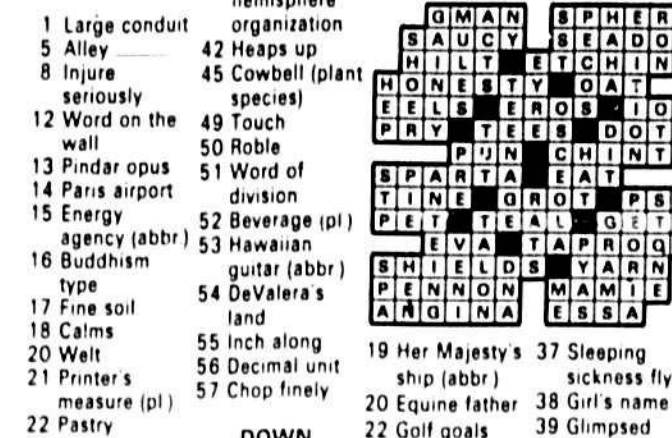 1 Large conduit
5 Alley
8 Injure
seriously
12 Word on the
wall
13 Pindar opus
14 Paris airport
15 Energy
agency (abbr.)
16 Buddhism
type
17 Fine soil
18 Calms
20 Welt
21 Printer's
measure (pl.)
22 Pastry
hemisphere
organization
42 Heaps up
45 Cowbell (plant
species)
49 Touch
50 Roble
51 Word of
division
52 Beverage (pl.)
53 Hawaiian
guitar (abbr.)
54 DeValera's
land
55 Inch along
56 Decimal unit
57 Chop finely
DOWN
GMAN SPHER
SAUCY SEADO
HILT ETCHIN
HONESTY OAT
EELS EROS IO
PRY TEES DOT
PUN CHINT
SPARTA EAT
TINE GROT PS
PET TEAL GET
EVA TAPROO
SHIELDS YARN
PENNON MAMIE
ANGINA ESSA
19 Her Majesty's
ship (abbr.)
20 Equine father
22 Golf goals
37 Sleeping
sickness fly
38 Girl's name
39 Glimpsed